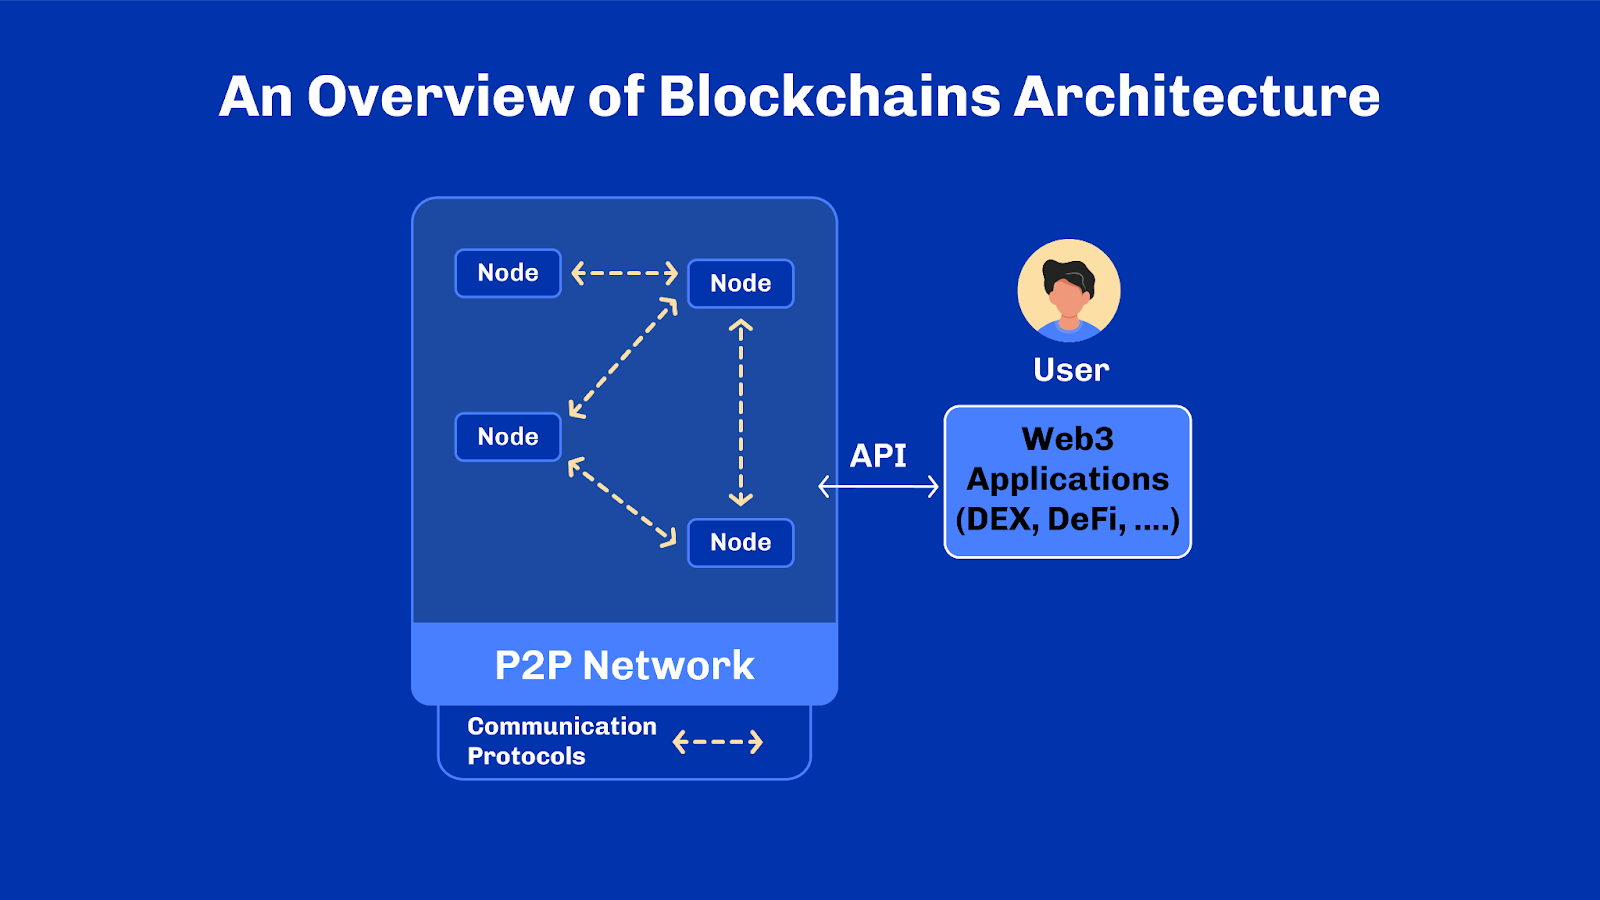 An Overview of Blockchains Architecture
Node
Node
Node
Node
P2P Network
Communication
Protocols
API
User
Web3
Applications
(DEX, DeFi, ....)